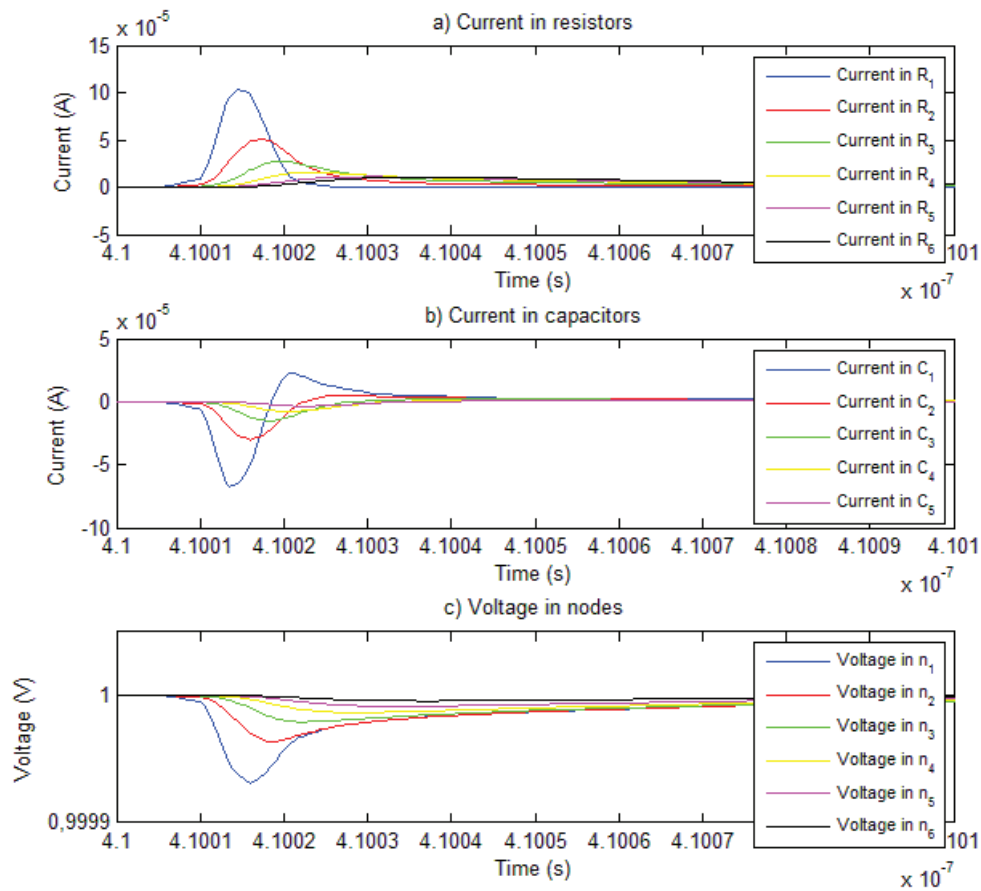 a) Current in resistors
x 10-5
15
10
5
0
-5
Current (A)
4.1 4.1001 4.1002 4.1003 4.1004 4.1005 4.1006 4.1007 101
Time (s)
x 10-7
Current in R1
Current in R2
Current in R3
Current in R4
Current in R5
Current in R6
b) Current in capacitors
x 10-5
5
0
-5
-10
Current (A)
4.1 4.1001 4.1002 4.1003 4.1004 4.1005 4.1006 4.1007 4.1008 4.1009 4.101
Time (s)
x 10-7
Current in C1
Current in C2
Current in C3
Current in C4
Current in C5
c) Voltage in nodes
1
0,9999
Voltage (V)
4.1 4.1001 4.1002 4.1003 4.1004 4.1005 4.1006 4.1007 101
Time (s)
x 10-7
Voltage in n1
Voltage in n2
Voltage in n3
Voltage in n4
Voltage in n5
Voltage in n6